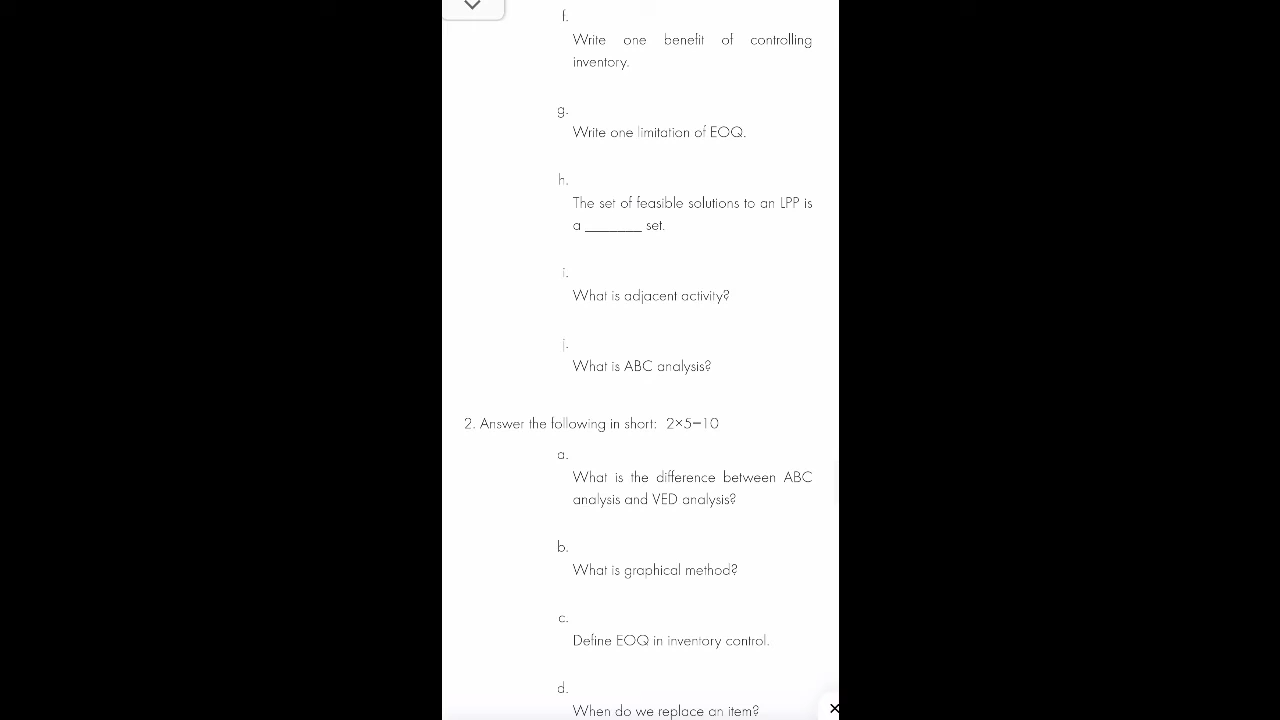 f.
Write one benefit of controlling
inventory.
g.
Write one limitation of EOQ.
h.
The set of feasible solutions to an LPP is
a _______ set.
i.
What is adjacent activity?
j.
What is ABC analysis?
2. Answer the following in short: 2×5=10
a.
What is the difference between ABC
analysis and VED analysis?
b.
What is graphical method?
c.
Define EOQ in inventory control.
d.
When do we replace an item?